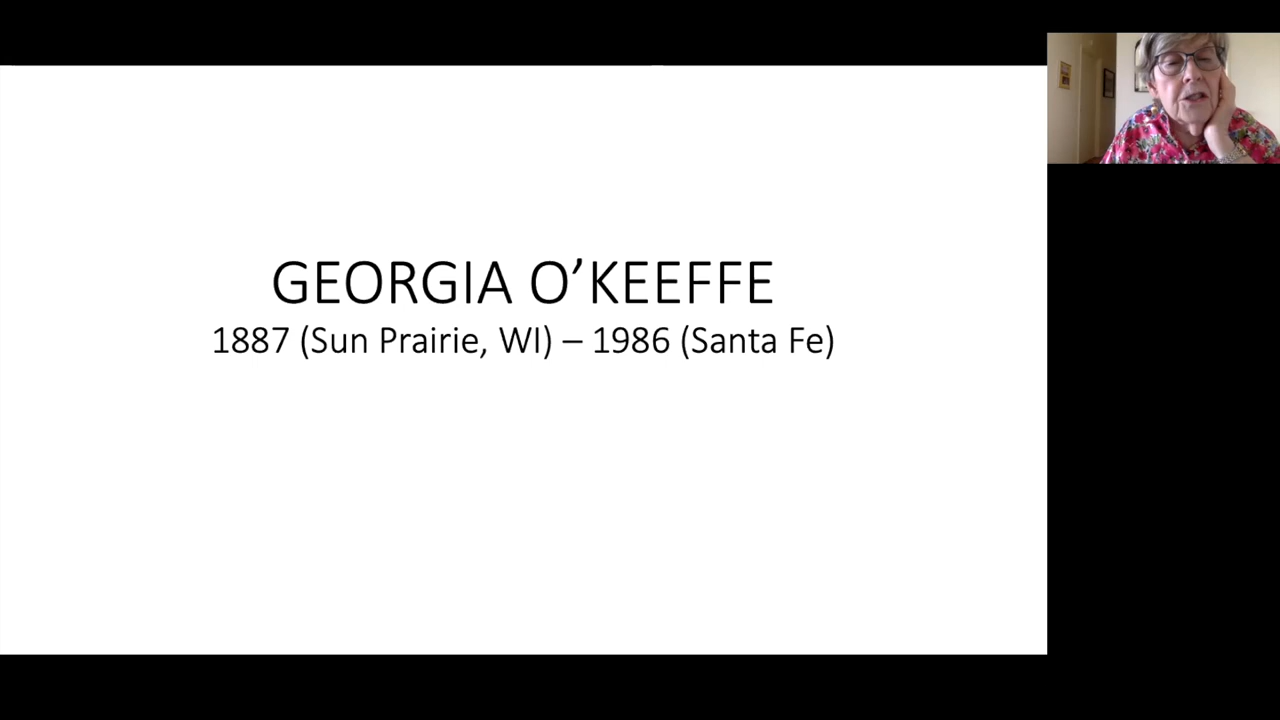 GEORGIA O’KEEFFE
1887 (Sun Prairie, WI) – 1986 (Santa Fe)